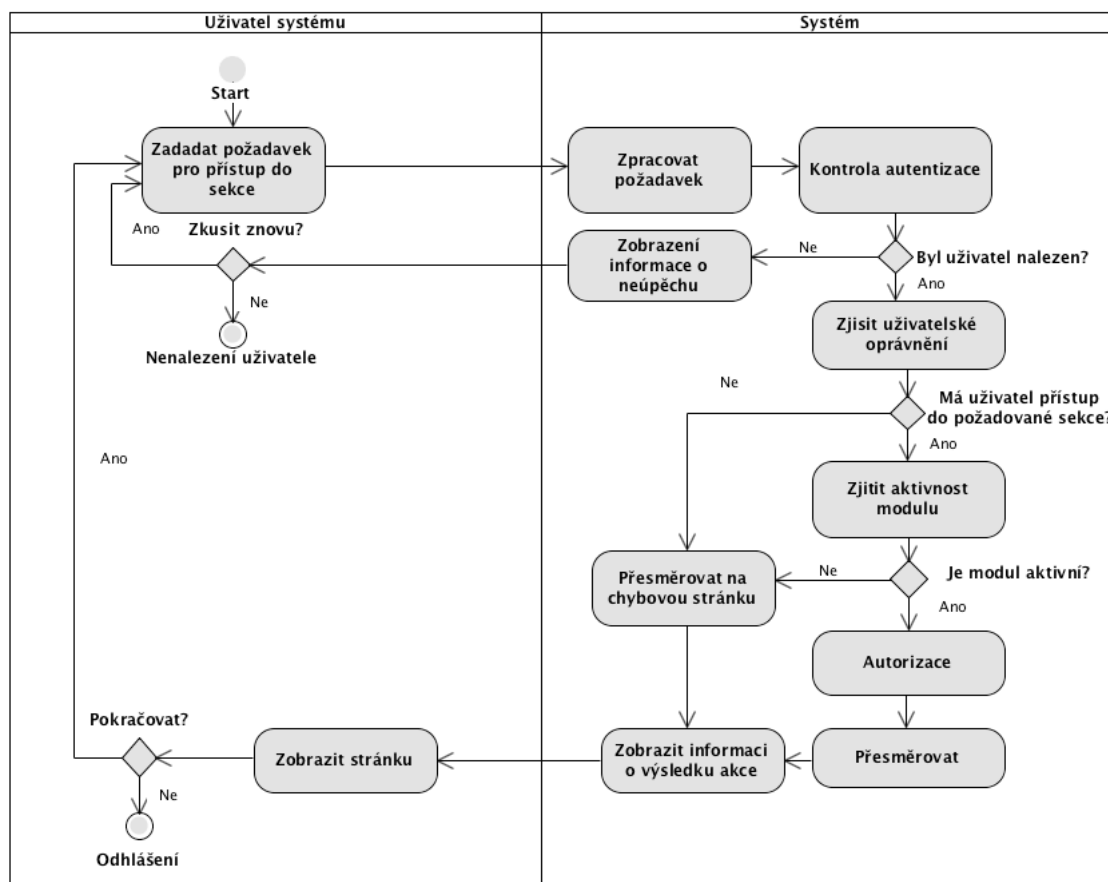 Uživatel systému
Systém
Start
Zadadat požadavek
pro přístup do
sekce
Zpracovat
požadavek
Kontrola autentizace
Ano
Zkusit znovu?
Zobrazení
informace o
neúpěchu
Ne
Byl uživatel nalezen?
Ano
Ne
Nenalezení uživatele
Zjisit uživatelské
oprávnění
Ne
Má uživatel přístup
do požadované sekce?
Ano
Ano
Zjitit aktivnost
modulu
Přesměrovat na
chybovou stránku
Ne
Je modul aktivní?
Ano
Autorizace
Pokračovat?
Zobrazit stránku
Zobrazit informaci
o výsledku akce
Přesměrovat
Ne
Odhlášení